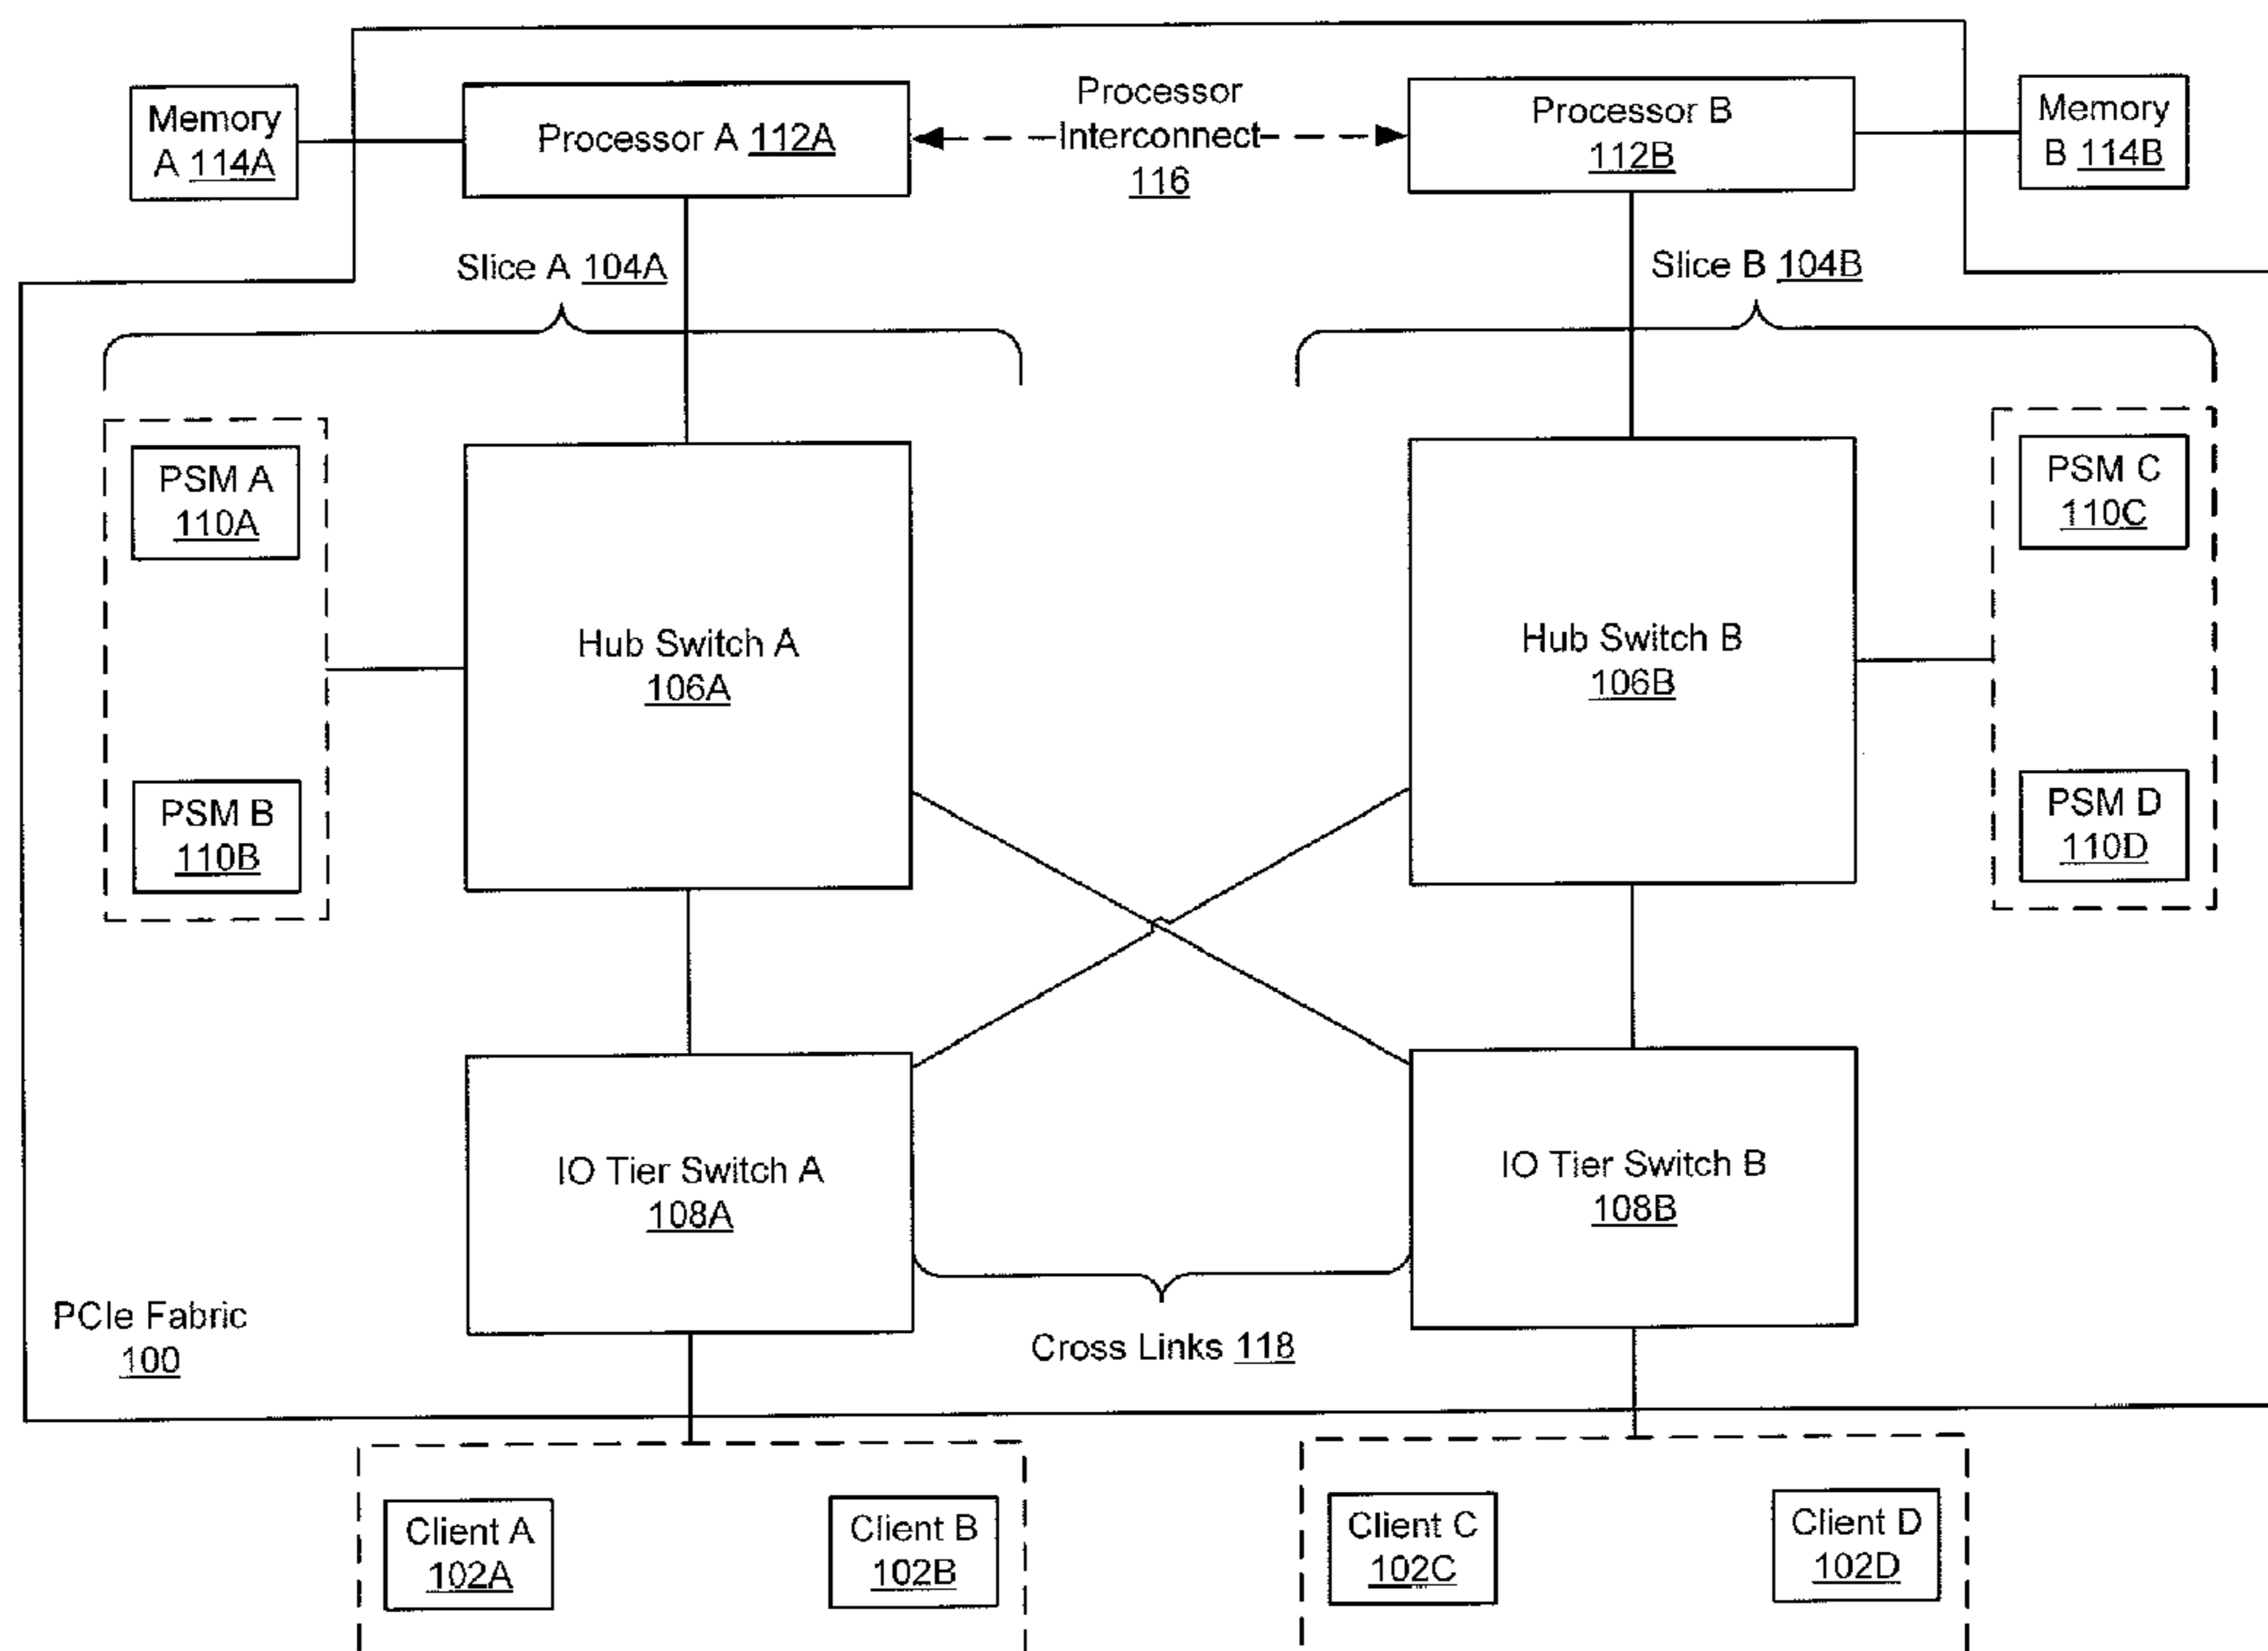 Memory
A 114A
Processor A 112A
Processor
Interconnect
116
Processor B
112B
Memory
B 114B
Slice A 104A
Slice B 104B
PSM A
110A
PSM B
110B
Hub Switch A
106A
Hub Switch B
106B
PSM C
110C
PSM D
110D
IO Tier Switch A
108A
IO Tier Switch B
108B
Cross Links 118
PCIe Fabric
100
Client A
102A
Client B
102B
Client C
102C
Client D
102D